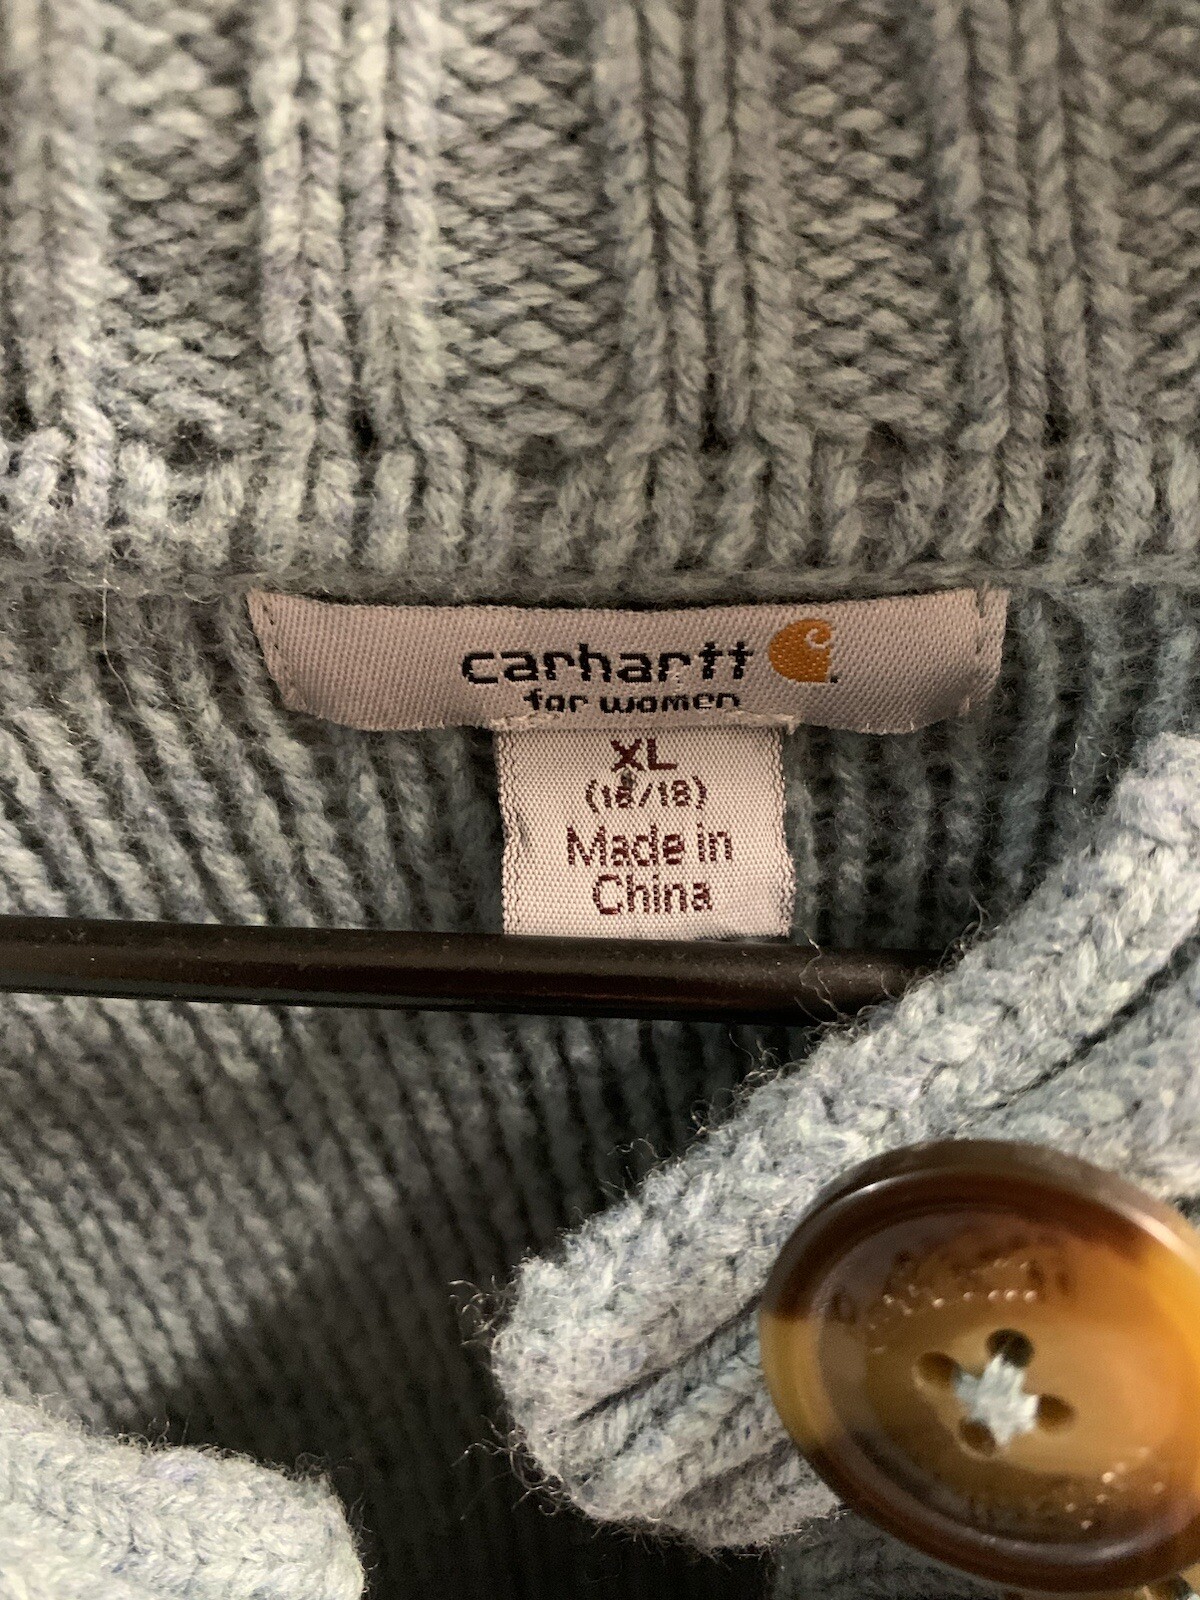 carhartt
for women
XL
(16/18)
Made in
China